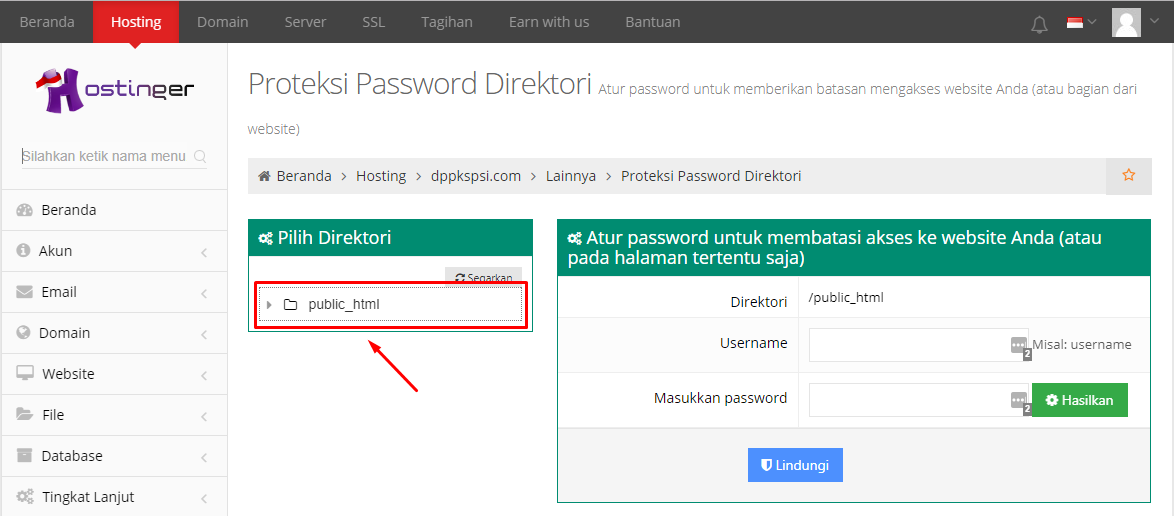 Beranda Hosting Domain Server SSL Tagihan Earn with us Bantuan
Hostinger
Silahkan ketik nama menu
Beranda
Akun
Email
Domain
Website
File
Database
Tingkat Lanjut
Proteksi Password Direktori Atur password untuk memberikan batasan mengakses website Anda (atau bagian dari
website)
Beranda > Hosting > dppkspsi.com > Lainnya > Proteksi Password Direktori
Pilih Direktori
Segarkan
public_html
Atur password untuk membatasi akses ke website Anda (atau
pada halaman tertentu saja)
Direktori /public_html
Username 2 Misal: username
Masukkan password 2 Hasilkan
Lindungi